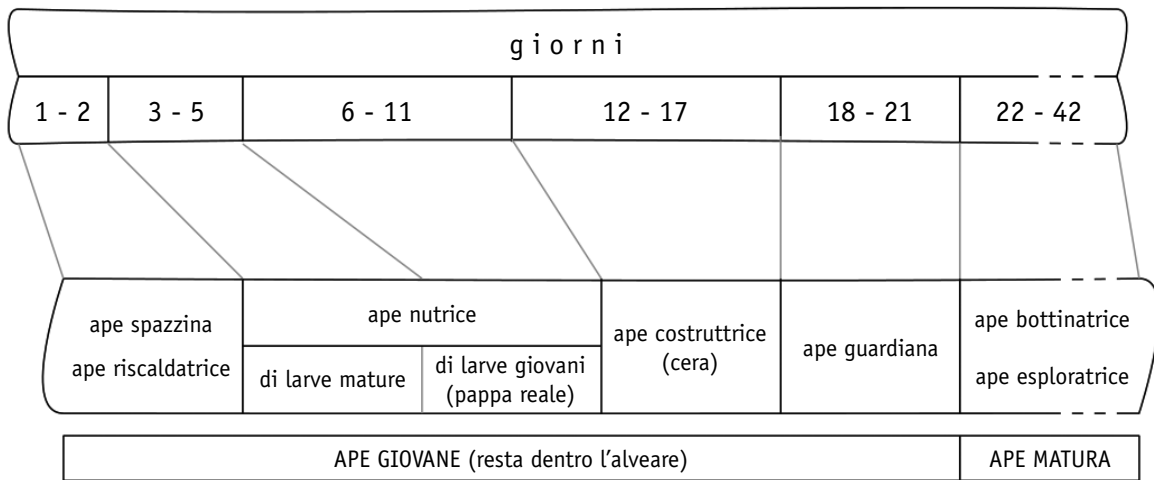 giorni
1 - 2 3 - 5 6 - 11 12 - 17 18 - 21 22 - 42
ape spazzina
ape riscaldatrice
ape nutrice
di larve mature
di larve giovani
(pappa reale)
ape costruttrice
(cera)
ape guardiana
ape bottinatrice
ape esploratrice
APE GIOVANE (resta dentro l'alveare) APE MATURA